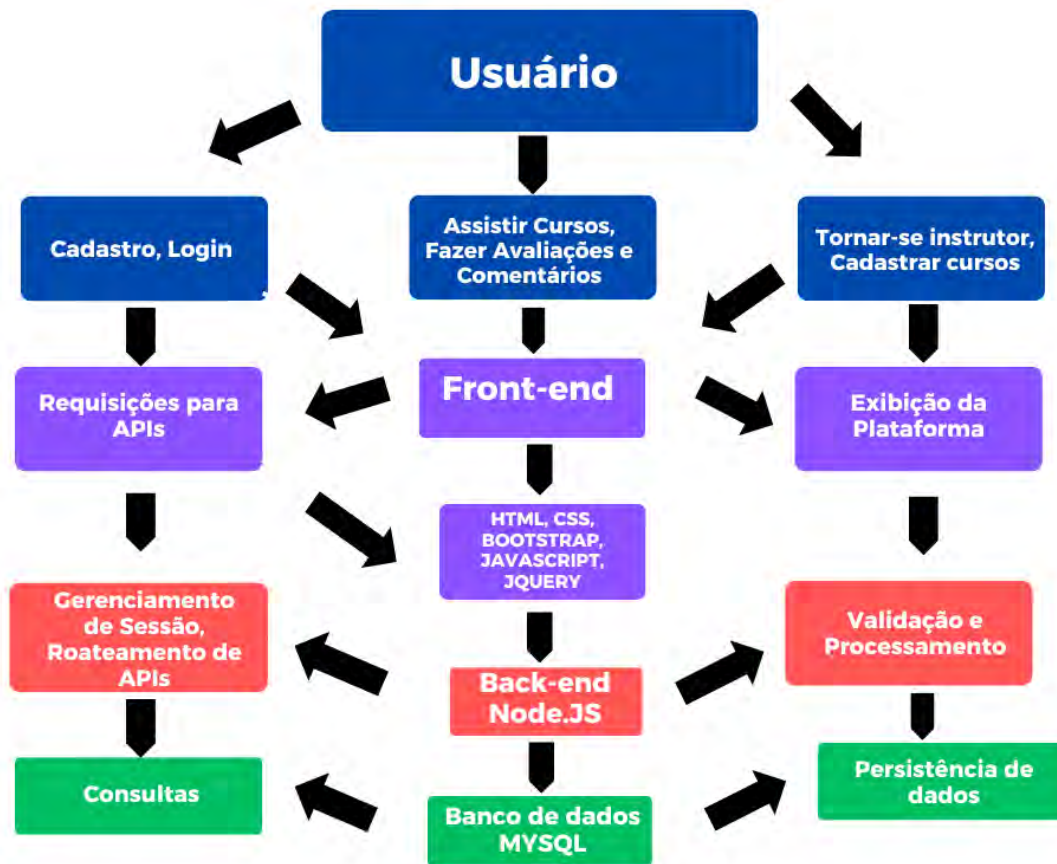 Usuário
Cadastro, Login
Assistir Cursos,
Fazer Avaliações e
Comentários
Tornar-se instrutor,
Cadastrar cursos
Requisições para
APIs
Front-end
Exibição da
Plataforma
HTML, CSS,
BOOTSTRAP,
JAVASCRIPT,
JQUERY
Gerenciamento
de Sessão,
Roateamento de
APIs
Back-end
Node.JS
Validação e
Processamento
Consultas
Banco de dados
MYSQL
Persistência de
dados